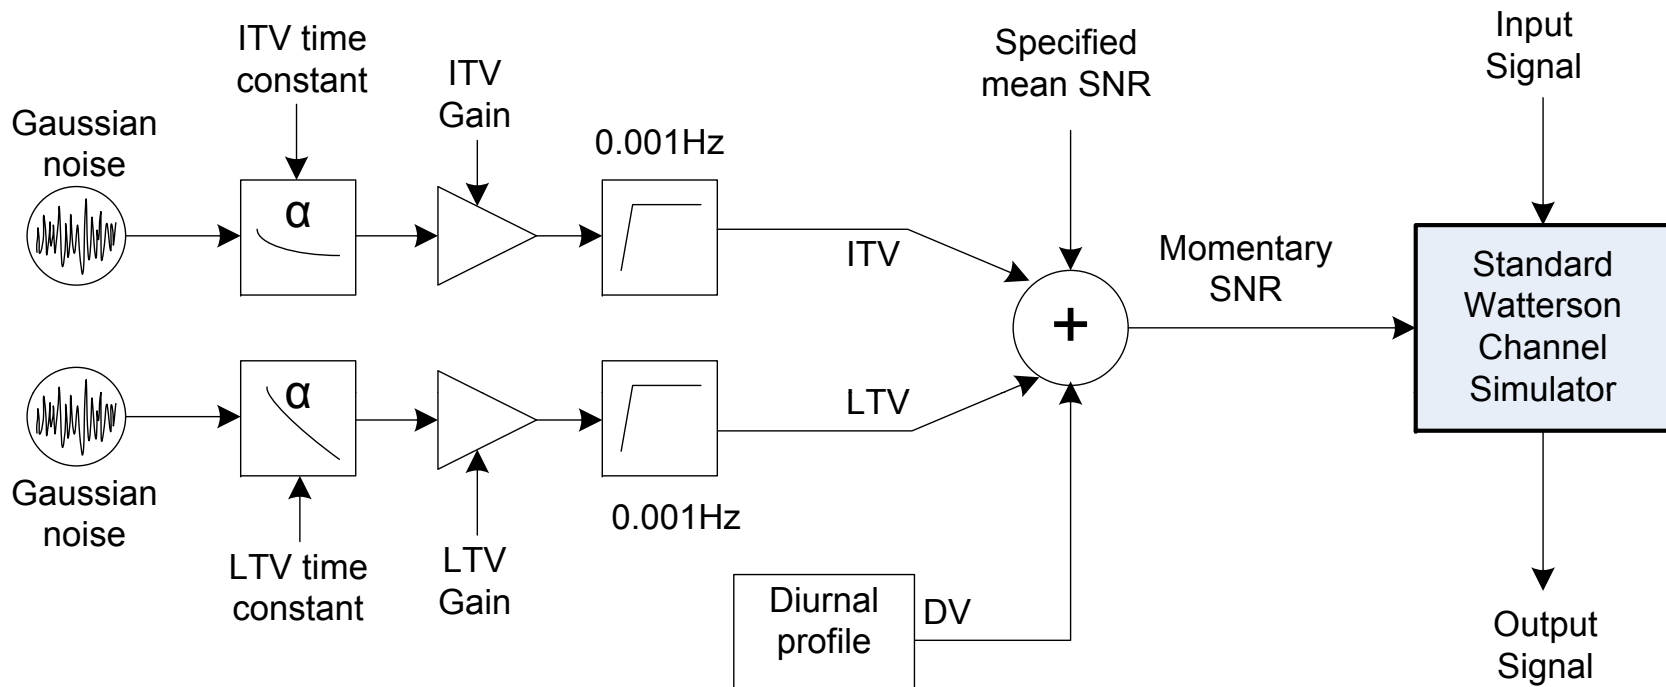 ITV time
constant
ITV
Gain
Gaussian
noise
0.001Hz
Specified
mean SNR
Input
Signal
α
ITV
Momentary
SNR
+
Standard
Watterson
Channel
Simulator
α
LTV
Gaussian
noise
0.001Hz
LTV time
constant
LTV
Gain
Diurnal
profile
DV
Output
Signal